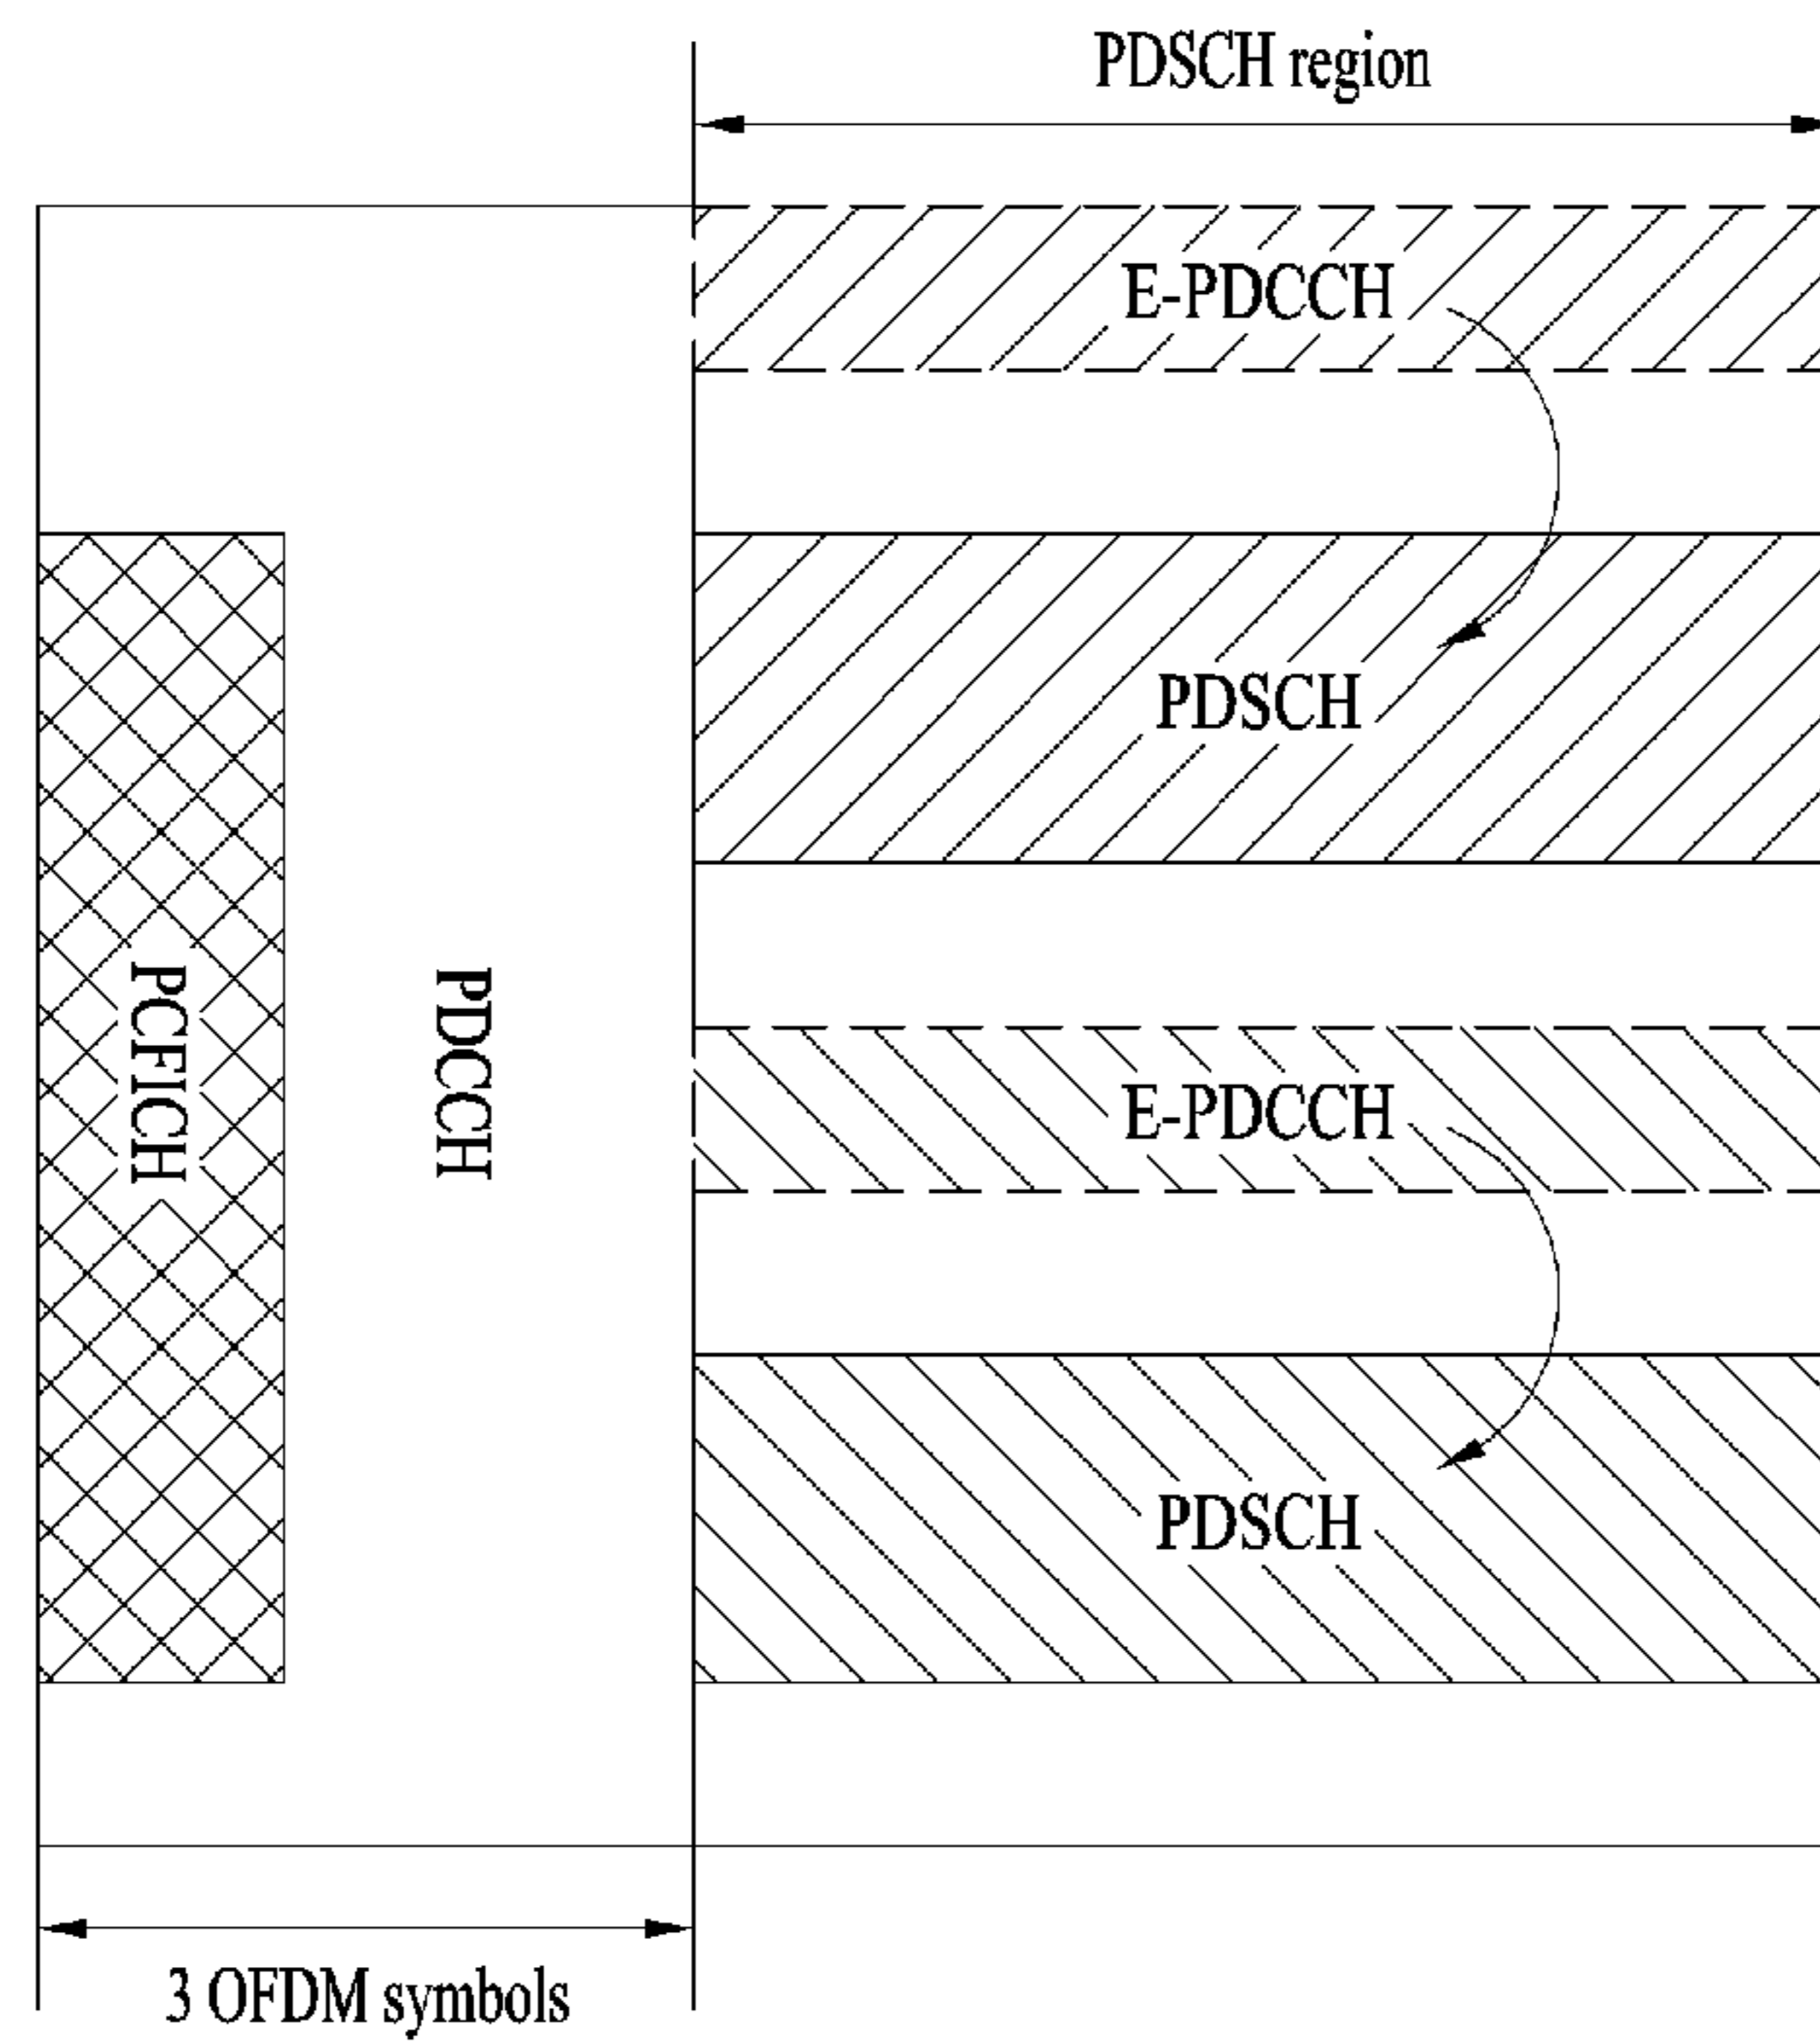 PDSCH region
E-PDCCH
PDSCH
PCFICH
PDCCH
E-PDCCH
PDSCH
3 OFDM symbols